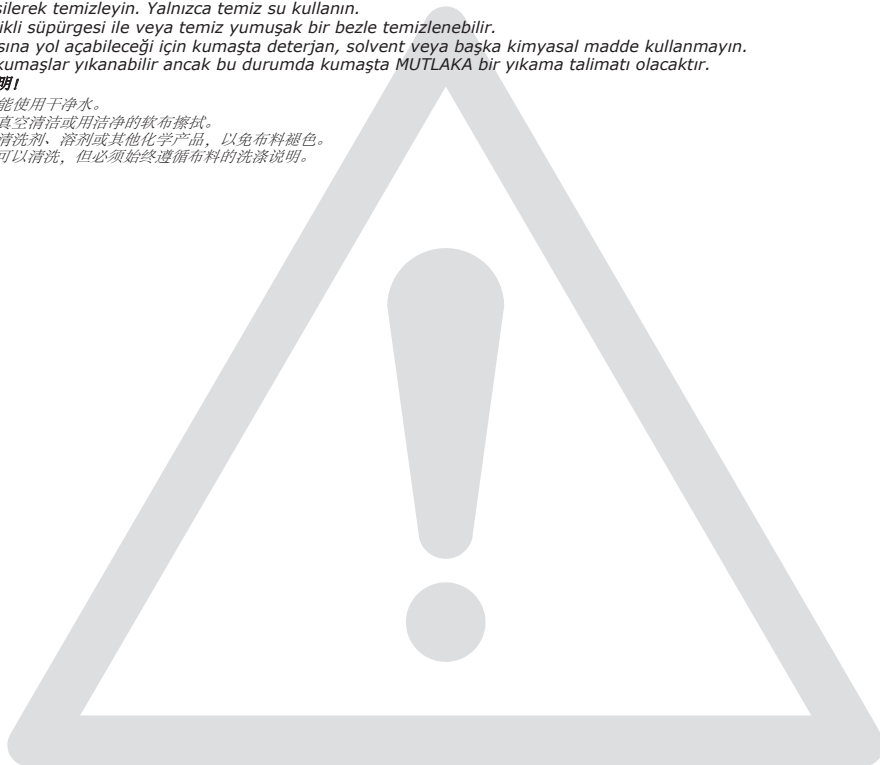 silerek temizleyin. Yalnızca temiz su kullanın.
ikli süpürgesi ile veya temiz yumuşak bir bezle temizlenebilir.
sına yol açabileceği için kumaşta deterjan, solvent veya başka kimyasal madde kullanmayın.
kumaşlar yıkanabilir ancak bu durumda kumaşta MUTLAKA bir yıkama talimatı olacaktır.
明!
能使用干净水。
真空清洁或用洁净的软布擦拭。
清洗剂、溶剂或其他化学产品，以免布料褪色。
可以清洗，但必须始终遵循布料的洗涤说明。